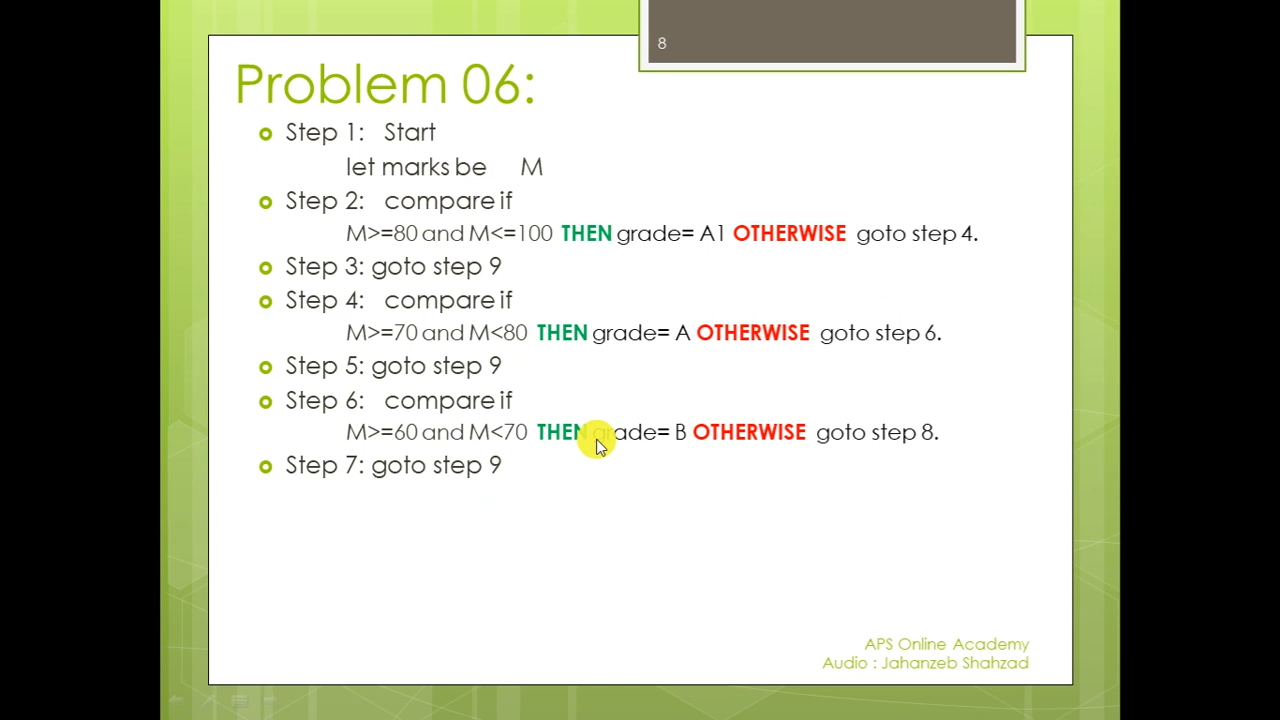 8
Problem 06:
Step 1: Start
let marks be M
Step 2: compare if
M>=80 and M<=100 THEN grade= A1 OTHERWISE goto step 4.
Step 3: goto step 9
Step 4: compare if
M>=70 and M<80 THEN grade= A OTHERWISE goto step 6.
Step 5: goto step 9
Step 6: compare if
M>=60 and M<70 THEN grade= B OTHERWISE goto step 8.
Step 7: goto step 9
APS Online Academy
Audio : Jahanzeb Shahzad